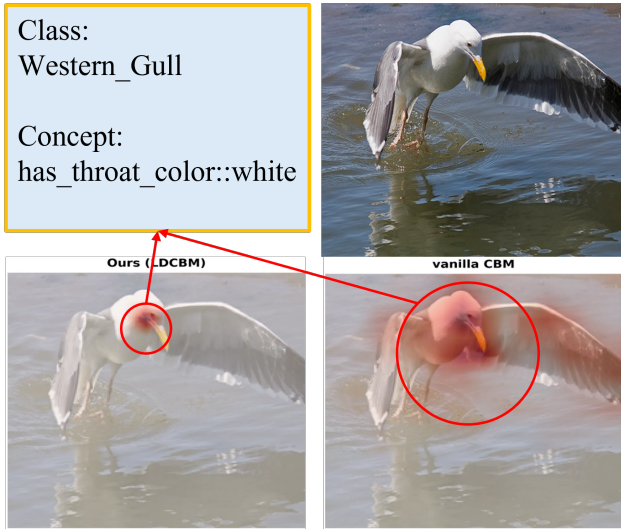 Class:
Western_Gull
Concept:
has_throat_color::white
Ours (LDCBM)
vanilla CBM